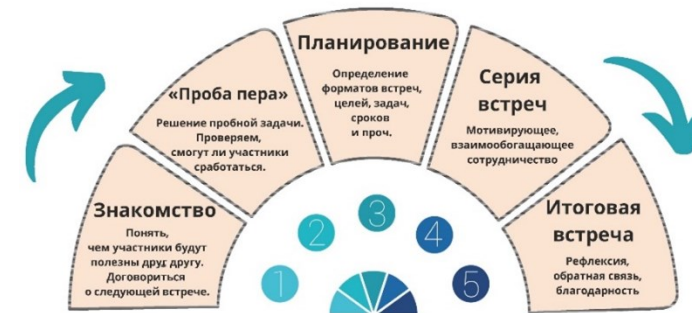 Знакомство
Понять,
чем участники будут
полезны друг другу.
Договориться
о следующей встрече.
«Проба пера»
Решение пробной задачи.
Проверяем,
смогут ли участники
сработаться.
Планирование
Определение
форматов встреч,
целей, задач,
сроков
и проч.
Серия
встреч
Мотивирующее,
взаимообогащающее
сотрудничество
Итоговая
встреча
Рефлексия,
обратная связь,
благодарность
1
2
3
4
5